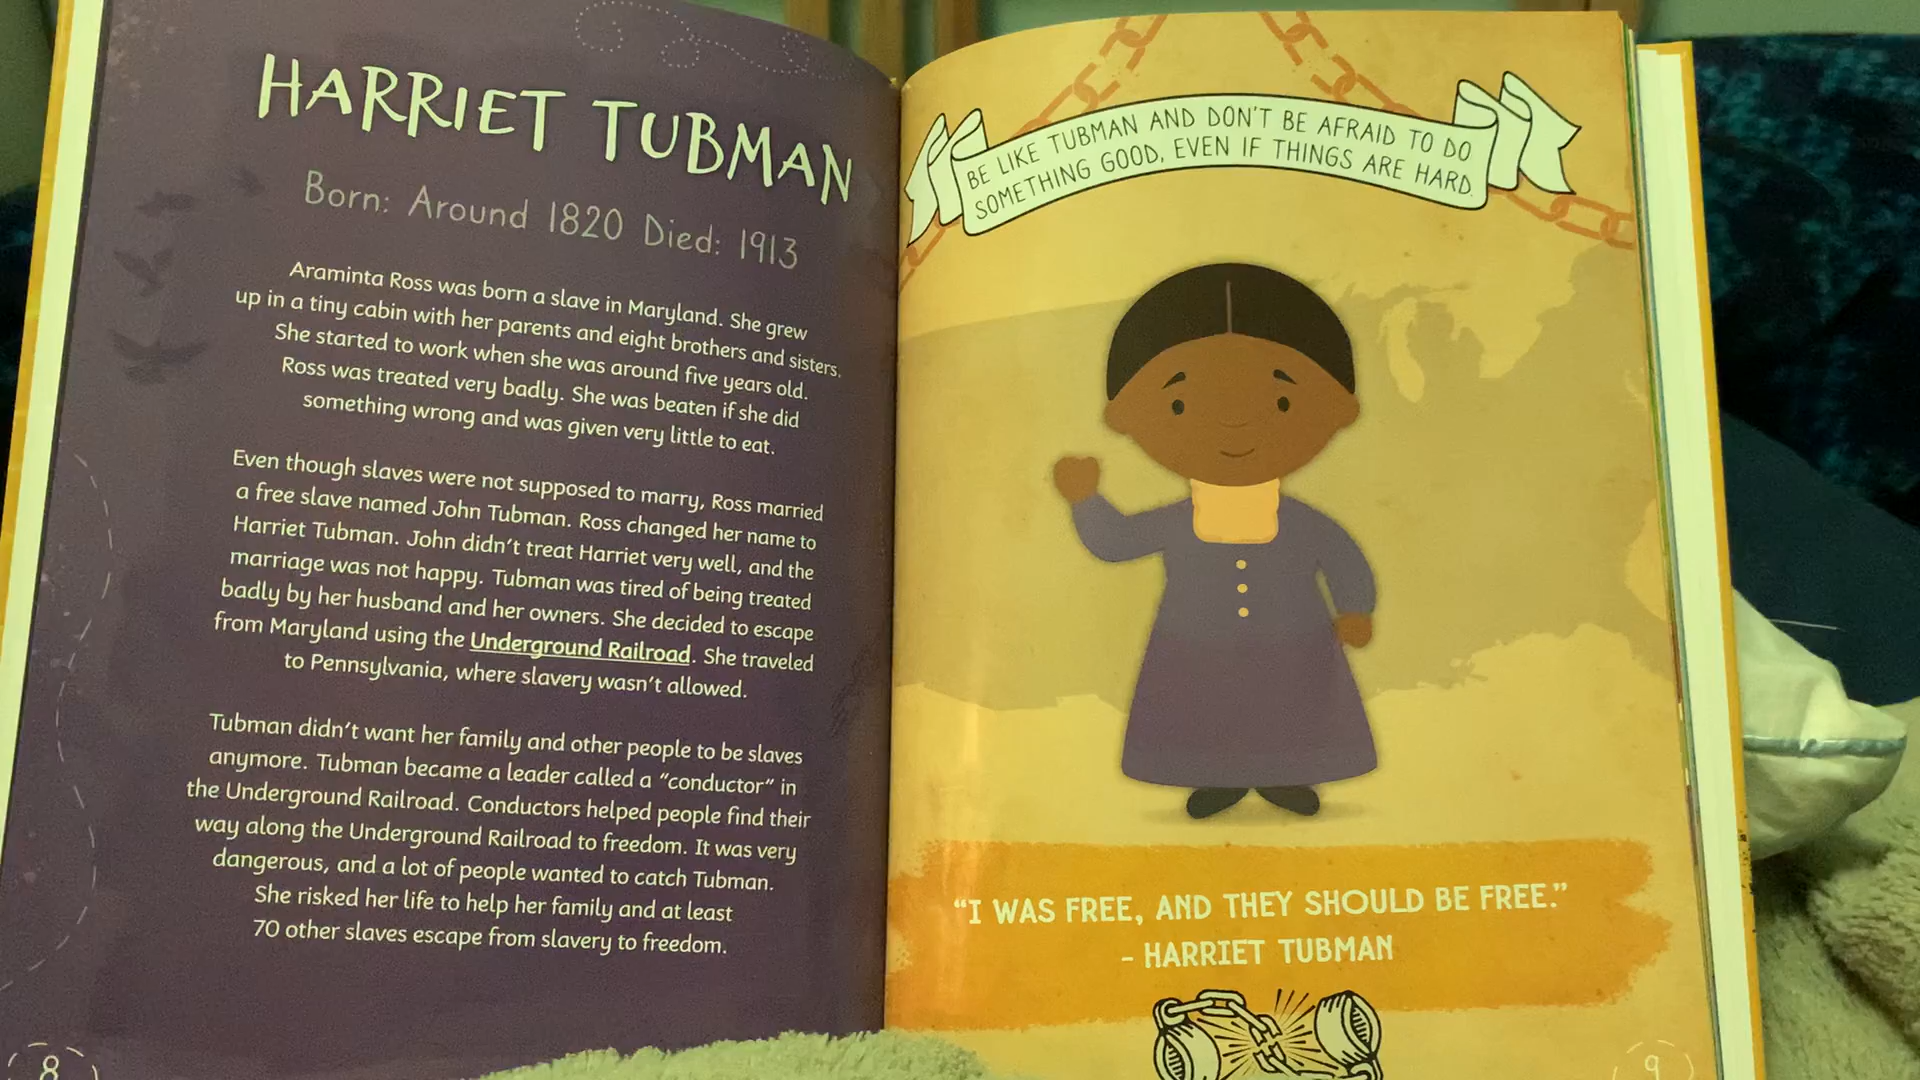 HARRIET TUBMAN
Born: Around 1820 Died: 1913
Araminta Ross was born a slave in Maryland. She grew
up in a tiny cabin with her parents and eight brothers and sisters.
She started to work when she was around five years old.
Ross was treated very badly. She was beaten if she did
something wrong and was given very little to eat.
Even though slaves were not supposed to marry, Ross married
a free slave named John Tubman. Ross changed her name to
Harriet Tubman. John didn't treat Harriet very well, and the
marriage was not happy. Tubman was tired of being treated
badly by her husband and her owners. She decided to escape
from Maryland using the Underground Railroad. She traveled
to Pennsylvania, where slavery wasn't allowed.
Tubman didn't want her family and other people to be slaves
anymore. Tubman became a leader called a "conductor" in
the Underground Railroad. Conductors helped people find their
way along the Underground Railroad to freedom. It was very
dangerous, and a lot of people wanted to catch Tubman.
She risked her life to help her family and at least
70 other slaves escape from slavery to freedom.
8
BE LIKE TUBMAN AND DON'T BE AFRAID TO DO
SOMETHING GOOD, EVEN IF THINGS ARE HARD.
"I WAS FREE, AND THEY SHOULD BE FREE."
- HARRIET TUBMAN
9